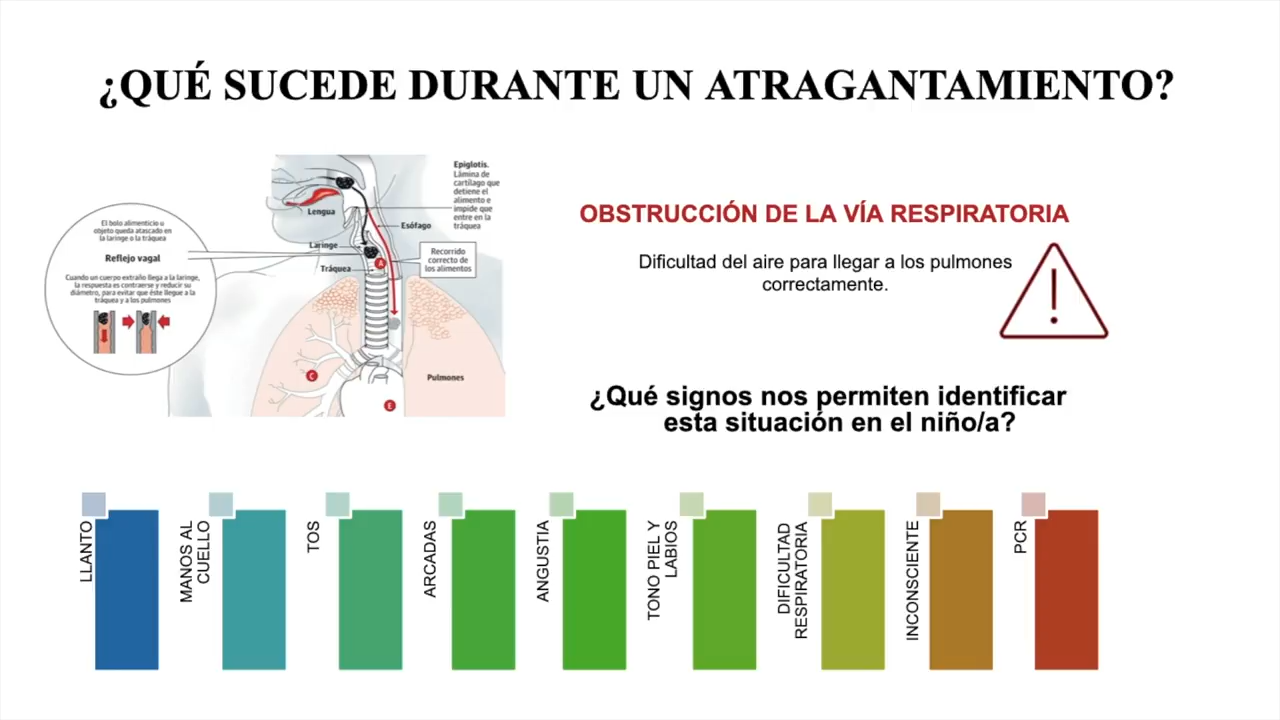 ¿QUÉ SUCEDE DURANTE UN ATRAGANTAMIENTO?
El bolo alimenticio u
objeto queda atascado en
la laringe o la tráquea
Reflejo vagal
Cuando un cuerpo extraño llega a la laringe,
la respuesta es contraerse y reducir su
diámetro, para evitar que éste llegue a la
tráquea y a los pulmones
Lengua
Laringe
Tráquea
Epiglotis.
Lámina de
cartílago que
detiene el
alimento e
impide que
entre en la
tráquea
Esófago
Recorrido
correcto de
los alimentos
A
C
E
Pulmones
OBSTRUCCIÓN DE LA VÍA RESPIRATORIA
Dificultad del aire para llegar a los pulmones
correctamente.
!
¿Qué signos nos permiten identificar
esta situación en el niño/a?
LLANTO
MANOS AL
CUELLO
TOS
ARCADAS
ANGUSTIA
TONO PIEL Y
LABIOS
DIFICULTAD
RESPIRATORIA
INCONSCIENTE
PCR